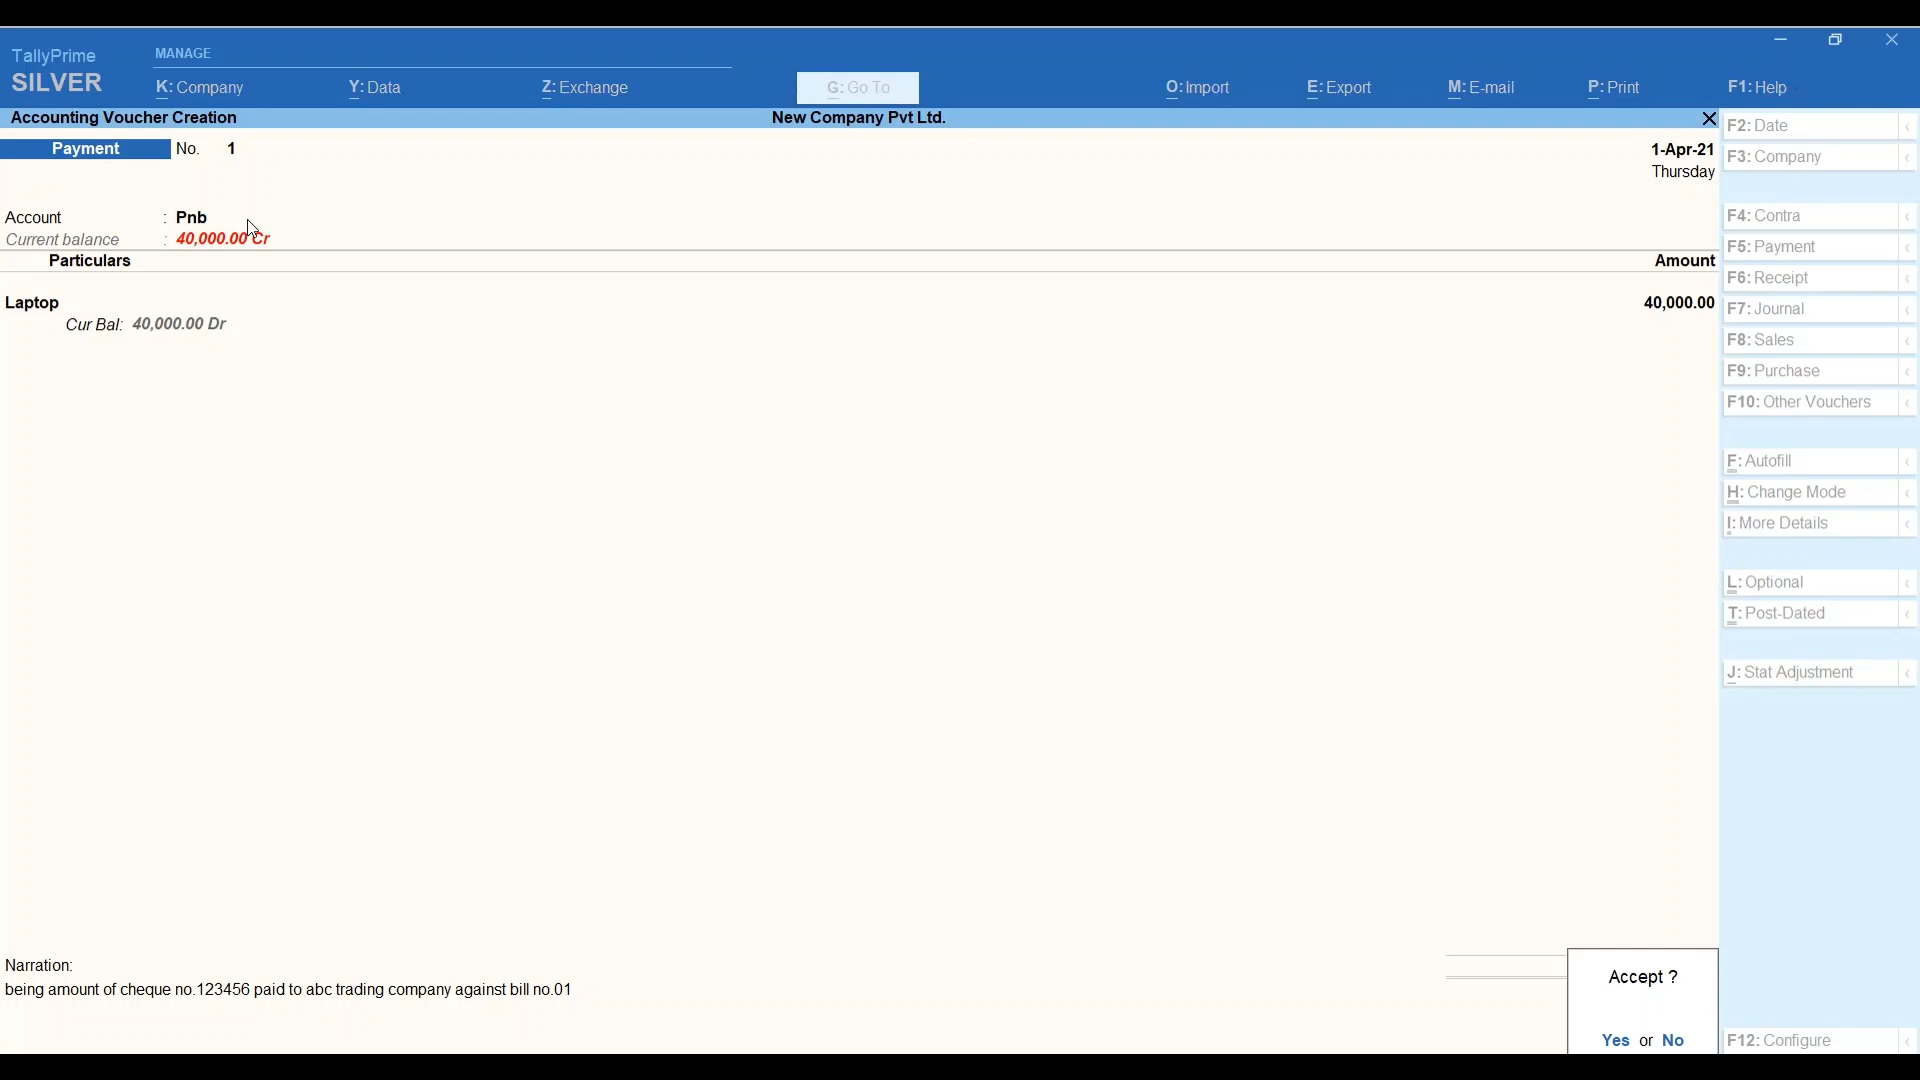 TallyPrime
SILVER
MANAGE
K: Company Y: Data Z: Exchange G: Go To O: Import E: Export M: E-mail P: Print F1: Help
Accounting Voucher Creation New Company Pvt Ltd.
Payment No. 1 1-Apr-21
Thursday
Account : Pnb
Current balance : 40,000.00 Cr
Particulars Amount
Laptop 40,000.00
Cur Bal: 40,000.00 Dr
Narration:
being amount of cheque no.123456 paid to abc trading company against bill no.01
Accept ?
Yes or No
F2: Date
F3: Company
F4: Contra
F5: Payment
F6: Receipt
F7: Journal
F8: Sales
F9: Purchase
F10: Other Vouchers
F: Autofill
H: Change Mode
I: More Details
L: Optional
T: Post-Dated
J: Stat Adjustment
F12: Configure